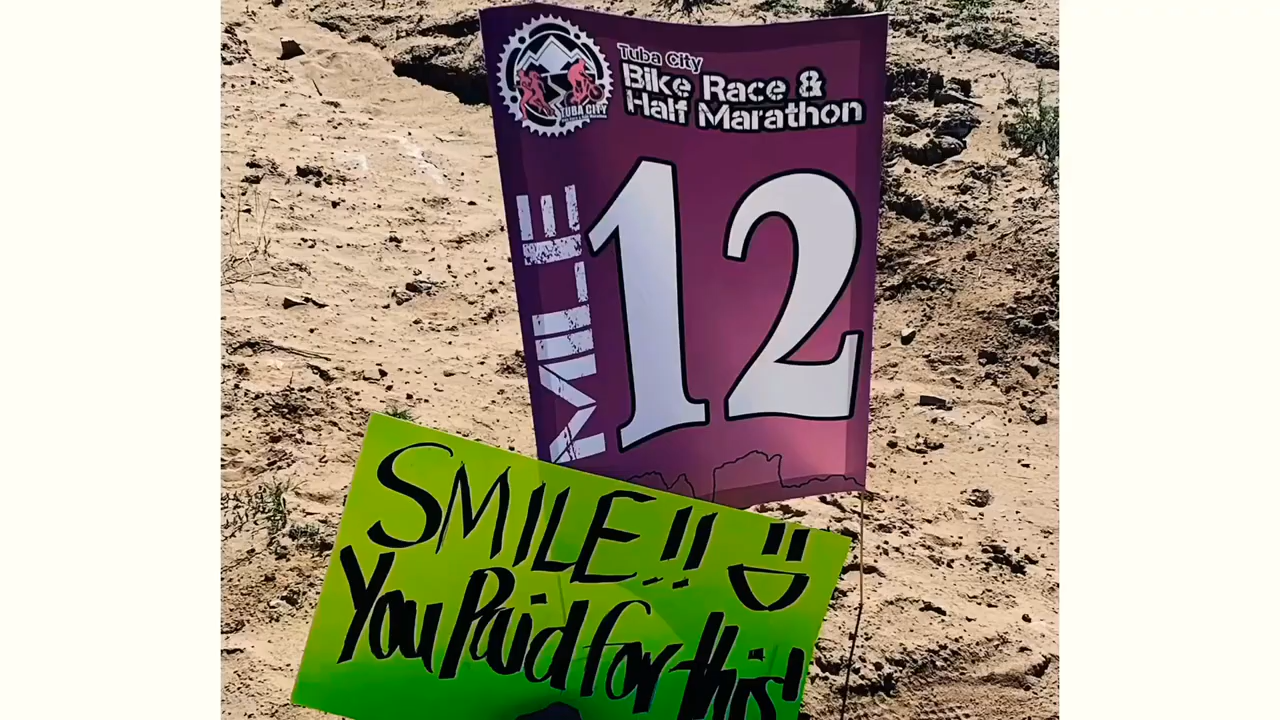 Tuba City
Bike Race &
Half Marathon
TUBA CITY
MILE
12
SMILE!!
You Paid for this!